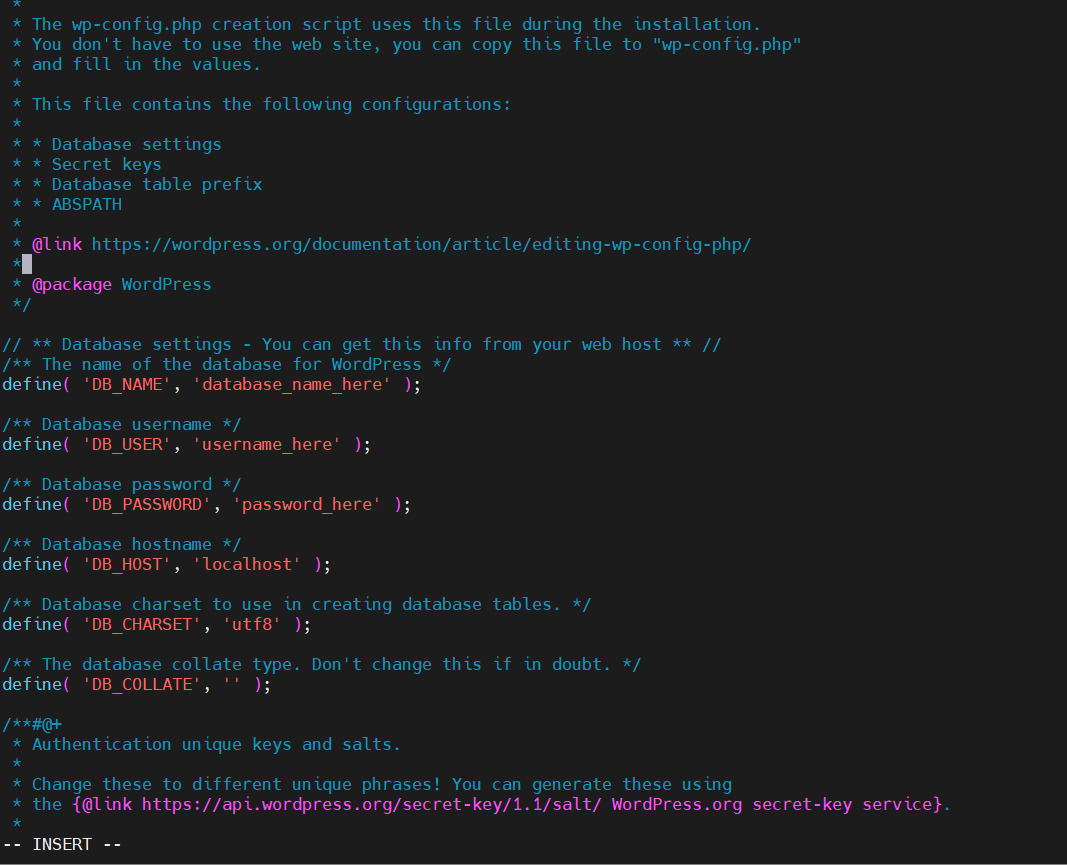 *
 * The wp-config.php creation script uses this file during the installation.
 * You don't have to use the web site, you can copy this file to "wp-config.php"
 * and fill in the values.
 *
 * This file contains the following configurations:
 *
 * * Database settings
 * * Secret keys
 * * Database table prefix
 * * ABSPATH
 *
 * @link https://wordpress.org/documentation/article/editing-wp-config-php/
 *
 * @package WordPress
 */

// ** Database settings - You can get this info from your web host ** //
/** The name of the database for WordPress */
define( 'DB_NAME', 'database_name_here' );

/** Database username */
define( 'DB_USER', 'username_here' );

/** Database password */
define( 'DB_PASSWORD', 'password_here' );

/** Database hostname */
define( 'DB_HOST', 'localhost' );

/** Database charset to use in creating database tables. */
define( 'DB_CHARSET', 'utf8' );

/** The database collate type. Don't change this if in doubt. */
define( 'DB_COLLATE', '' );

/**#@+
 * Authentication unique keys and salts.
 *
 * Change these to different unique phrases! You can generate these using
 * the {@link https://api.wordpress.org/secret-key/1.1/salt/ WordPress.org secret-key service}.
 *
-- INSERT --